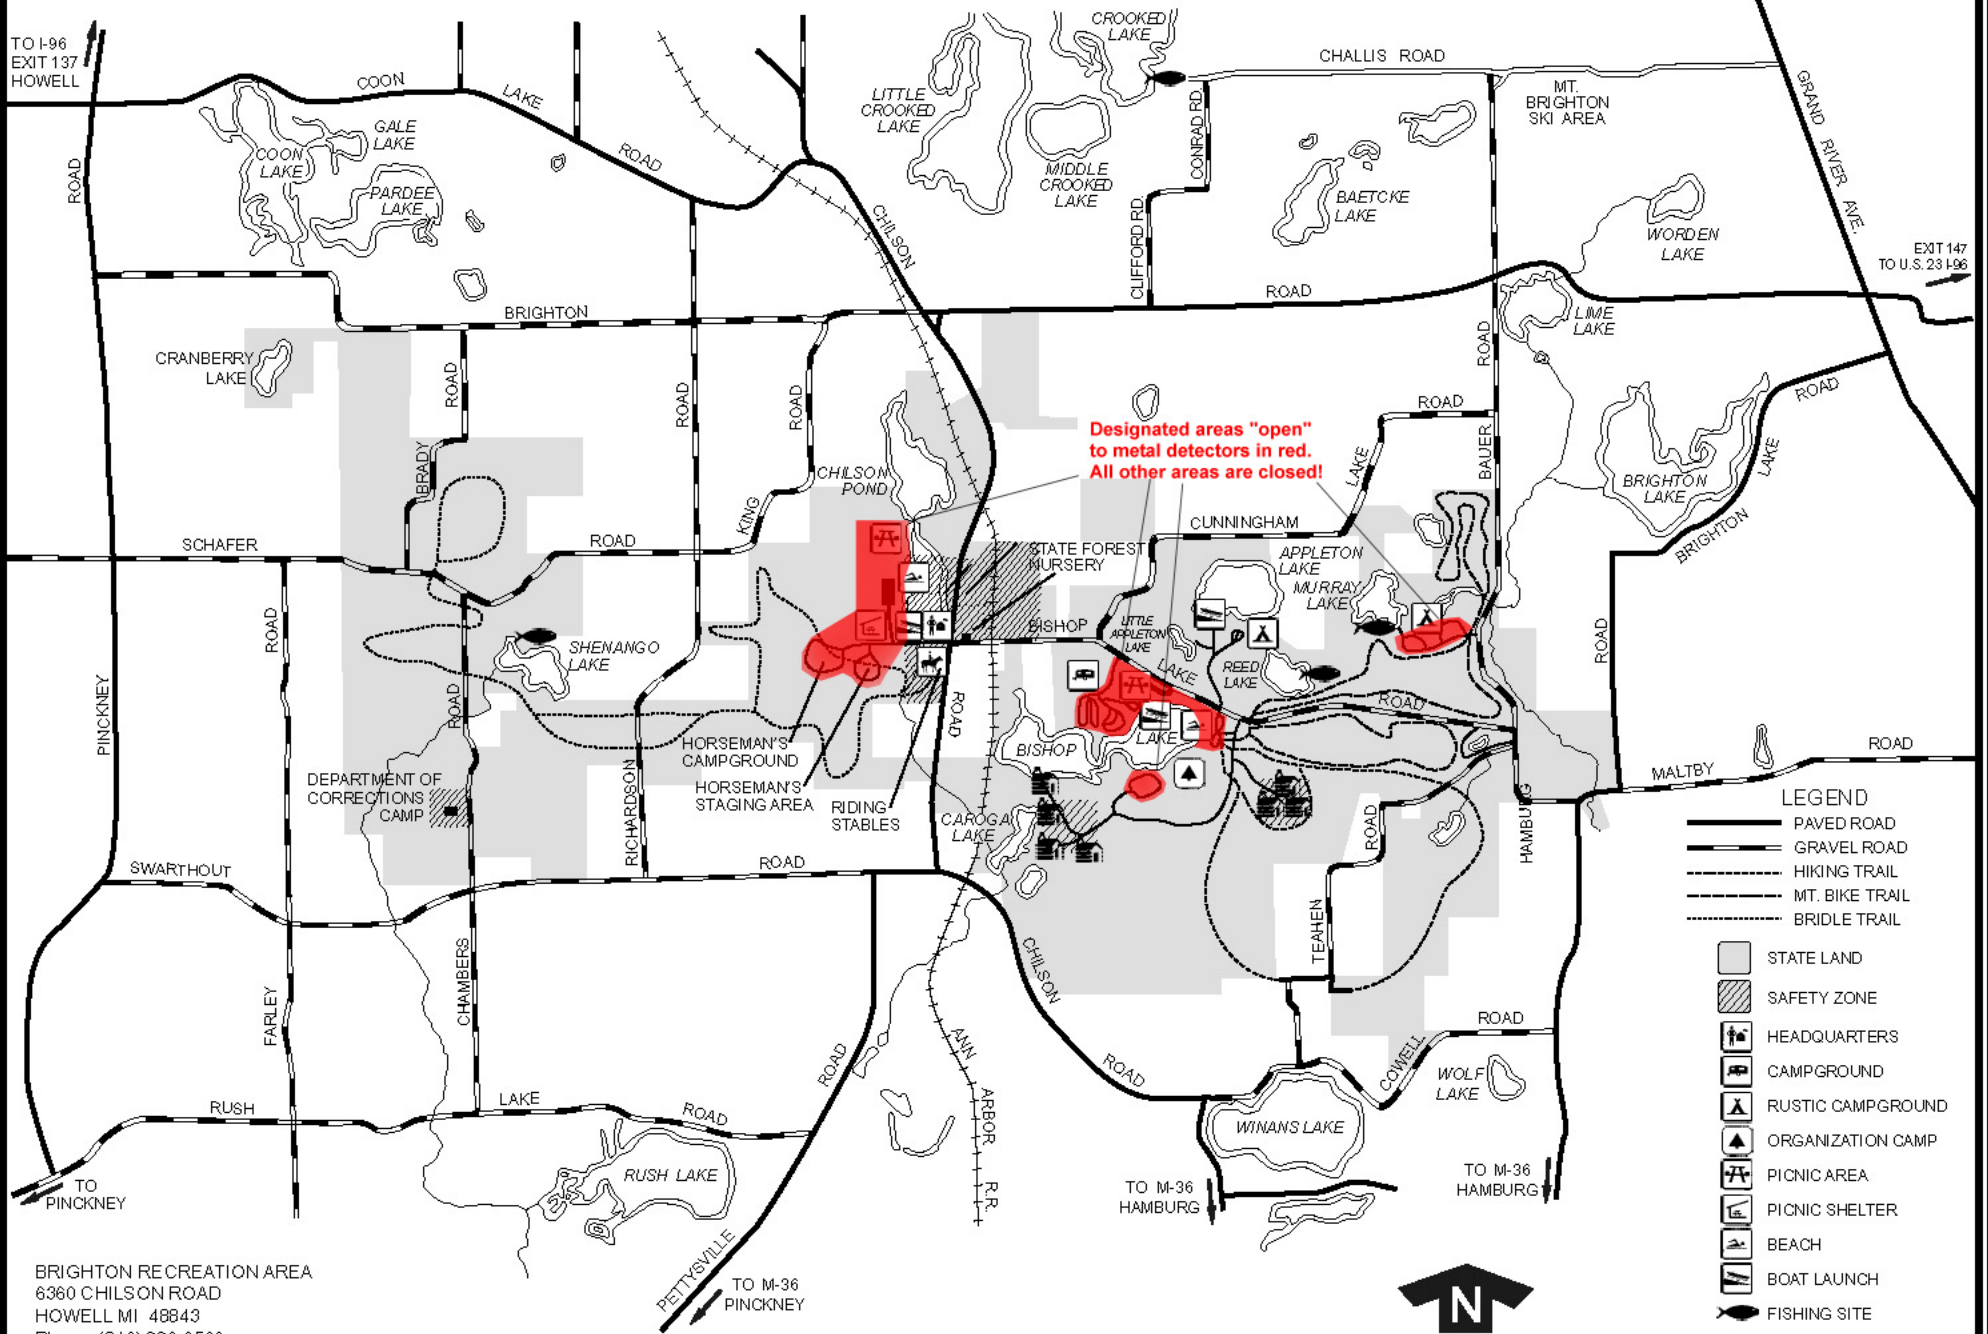 TO I-96
EXIT 137
HOWELL
COON
LAKE
ROAD
ROAD
GALE
LAKE
COON
LAKE
PARDEE
LAKE
CROOKED
LAKE
LITTLE
CROOKED
LAKE
MIDDLE
CROOKED
LAKE
CHALLIS ROAD
CONRAD RD.
CLIFFORD RD.
MT.
BRIGHTON
SKI AREA
BAETCKE
LAKE
WORDEN
LAKE
GRAND RIVER AVE.
EXIT 147
TO U.S. 23 I-96
CHILSON
BRIGHTON
ROAD
LIME
LAKE
CRANBERRY
LAKE
ROAD
BRADY
ROAD
ROAD
KING
CHILSON
POND
Designated areas "open"
to metal detectors in red.
All other areas are closed!
ROAD
LAKE
ROAD
BAUER
BRIGHTON
LAKE
ROAD
LAKE
BRIGHTON
SCHAFER
ROAD
CUNNINGHAM
STATE FOREST
NURSERY
APPLETON
LAKE
MURRAY
LAKE
BISHOP
LITTLE
APPLETON
LAKE
LAKE
REED
LAKE
ROAD
ROAD
ROAD
SHENANGO
LAKE
ROAD
PINCKNEY
HORSEMAN'S
CAMPGROUND
HORSEMAN'S
STAGING AREA
RIDING
STABLES
ROAD
BISHOP
LAKE
DEPARTMENT OF
CORRECTIONS
CAMP
RICHARDSON
CAROGA
LAKE
ROAD
HAMBURG
MALTBY
ROAD
SWARTHOUT
ROAD
TEAHEN
CHILSON
FARLEY
CHAMBERS
ROAD
ANN
ARBOR
R.R.
ROAD
COWELL
ROAD
WOLF
LAKE
RUSH
LAKE
ROAD
WINANS LAKE
RUSH LAKE
TO
PINCKNEY
TO M-36
HAMBURG
TO M-36
HAMBURG
PETTYSVILLE
TO M-36
PINCKNEY
LEGEND
PAVED ROAD
GRAVEL ROAD
HIKING TRAIL
MT. BIKE TRAIL
BRIDLE TRAIL
STATE LAND
SAFETY ZONE
HEADQUARTERS
CAMPGROUND
RUSTIC CAMPGROUND
ORGANIZATION CAMP
PICNIC AREA
PICNIC SHELTER
BEACH
BOAT LAUNCH
FISHING SITE
N
BRIGHTON RECREATION AREA
6360 CHILSON ROAD
HOWELL MI 48843